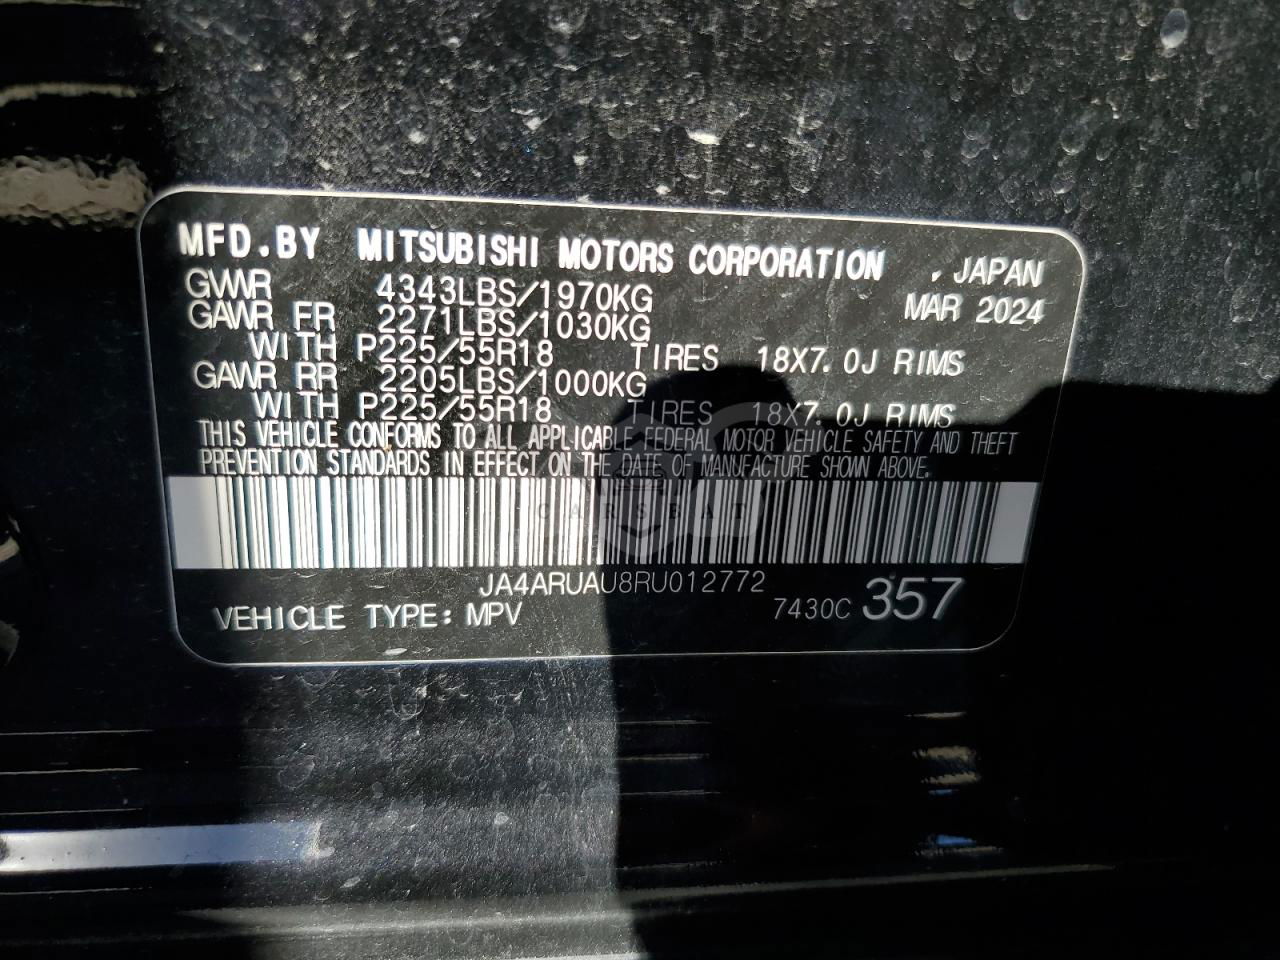 MFD.BY MITSUBISHI MOTORS CORPORATION , JAPAN
GVWR 4343LBS/1970KG MAR 2024
GAWR FR 2271LBS/1030KG
WITH P225/55R18 TIRES 18X7.0J RIMS
GAWR RR 2205LBS/1000KG
WITH P225/55R18 TIRES 18X7.0J RIMS
THIS VEHICLE CONFORMS TO ALL APPLICABLE FEDERAL MOTOR VEHICLE SAFETY AND THEFT
PREVENTION STANDARDS IN EFFECT ON THE DATE OF MANUFACTURE SHOWN ABOVE.
CARSEAT
JA4ARUAU8RU012772
VEHICLE TYPE: MPV 7430C 357